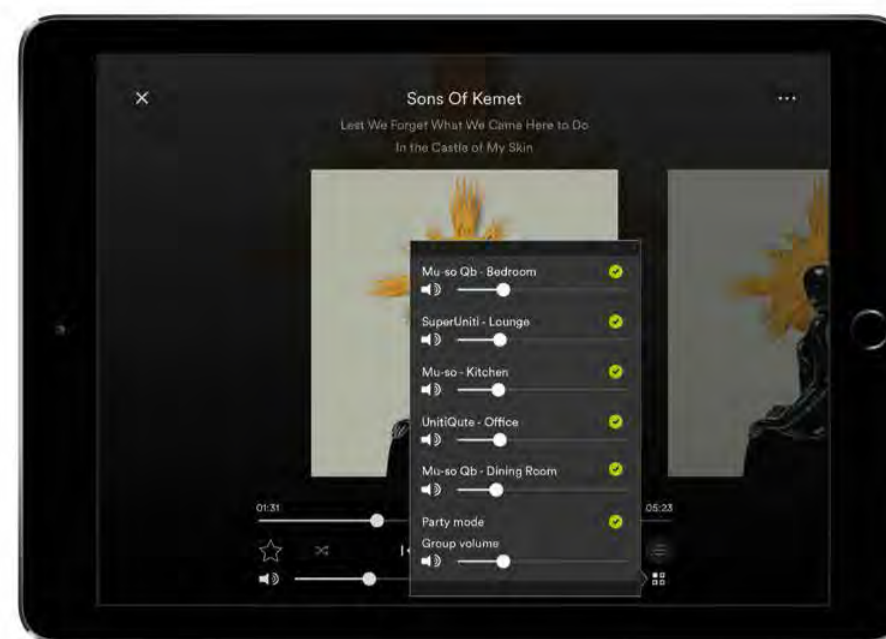 Sons Of Kemet
Lest We Forget What We Came Here to Do
In the Castle of My Skin
Mu-so Qb - Bedroom
SuperUniti - Lounge
Mu-so - Kitchen
UnitiQute - Office
Mu-so Qb - Dining Room
01:31
05:23
Party mode
Group volume